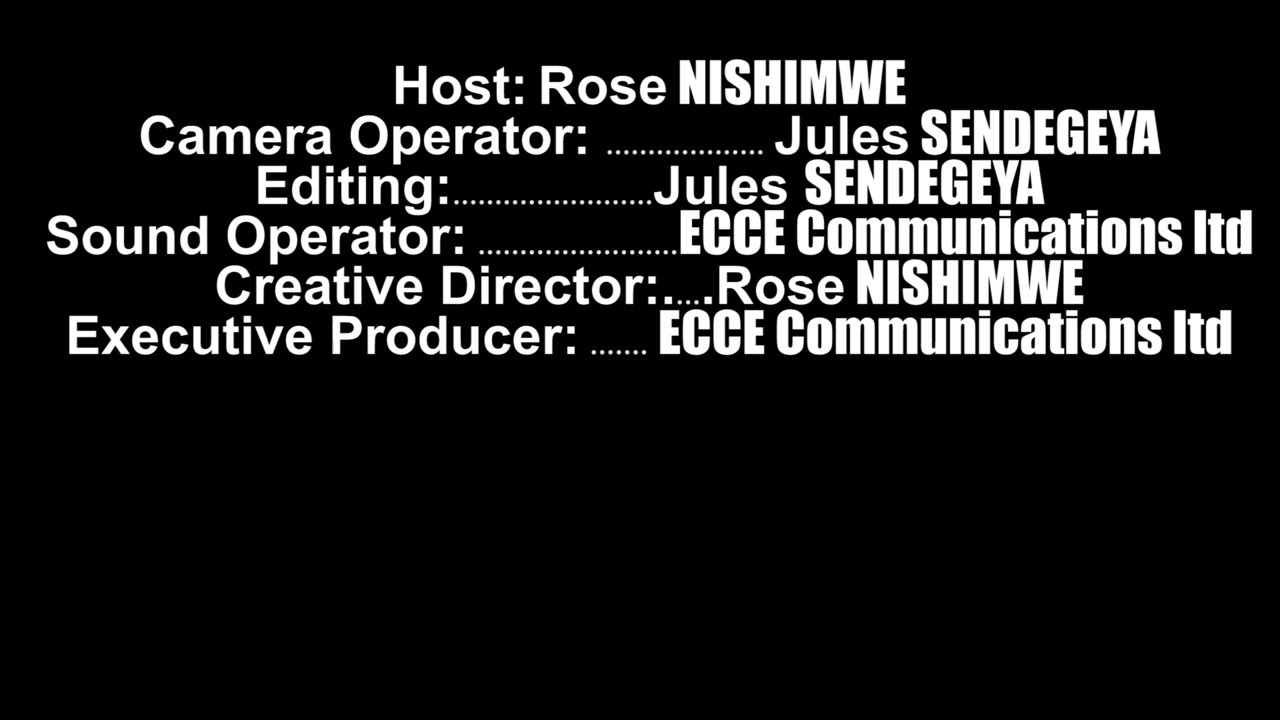 Host: Rose NISHIMWE
Camera Operator: ................... Jules SENDEGEYA
Editing:........................Jules SENDEGEYA
Sound Operator: ........................ECCE Communications ltd
Creative Director:.....Rose NISHIMWE
Executive Producer: ....... ECCE Communications ltd